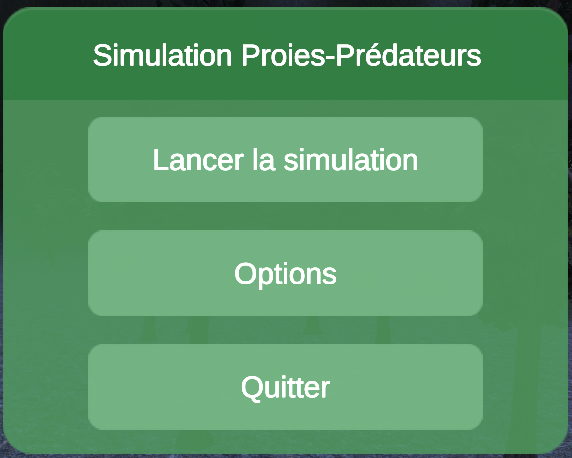 Simulation Proies-Prédateurs
Lancer la simulation
Options
Quitter